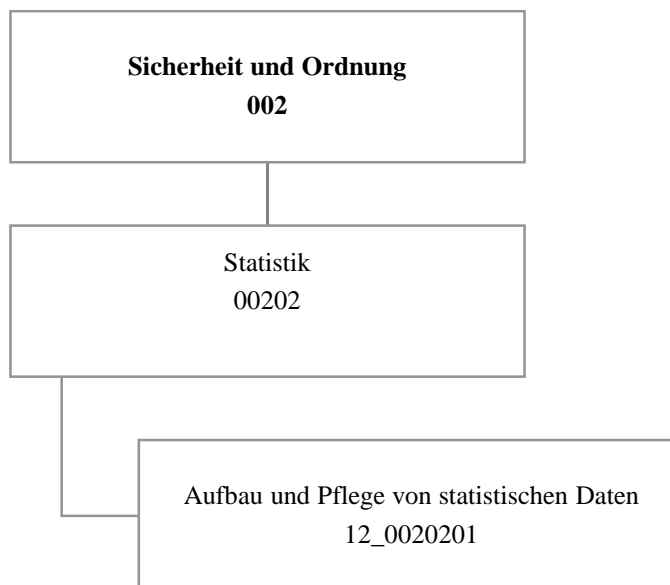 Sicherheit und Ordnung
002
Statistik
00202
Aufbau und Pflege von statistischen Daten
12_0020201